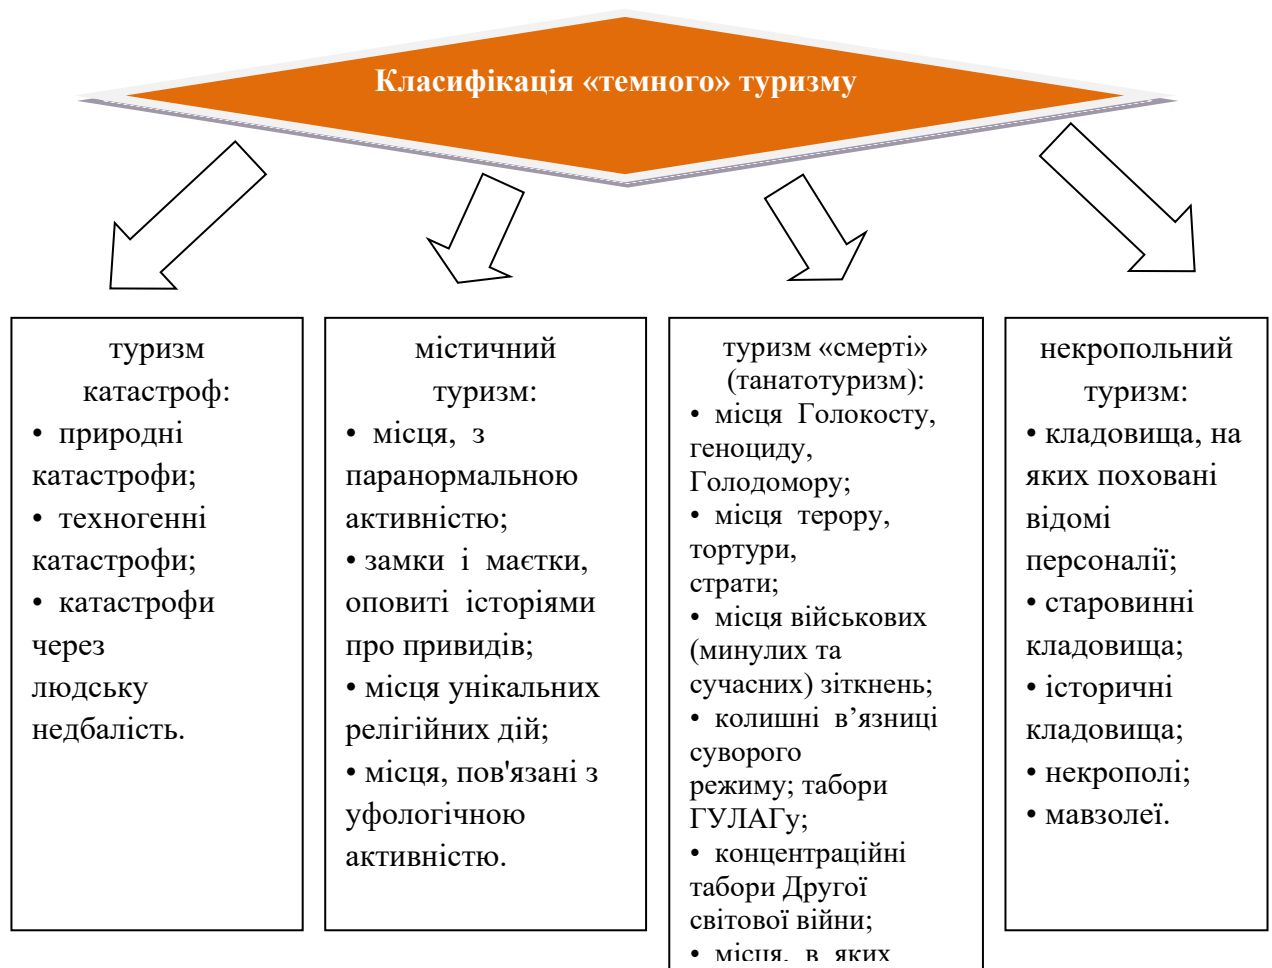 Класифікація «темного» туризму
туризм
катастроф:
• природні
катастрофи;
• техногенні
катастрофи;
• катастрофи
через
людську
недбалість.
містичний
туризм:
• місця, з
паранормальною
активністю;
• замки і маєтки,
оповиті історіями
про привидів;
• місця унікальних
релігійних дій;
• місця, пов'язані з
уфологічною
активністю.
туризм «смерті»
(танатотуризм):
• місця Голокосту,
геноциду,
Голодомору;
• місця терору,
тортури,
страти;
• місця військових
(минулих та
сучасних) зіткнень;
• колишні в’язниці
суворого
режиму; табори
ГУЛАГу;
• концентраційні
табори Другої
світової війни;
• місця, в яких
некропольний
туризм:
• кладовища, на
яких поховані
відомі
персоналії;
• старовинні
кладовища;
• історичні
кладовища;
• некрополі;
• мавзолеї.